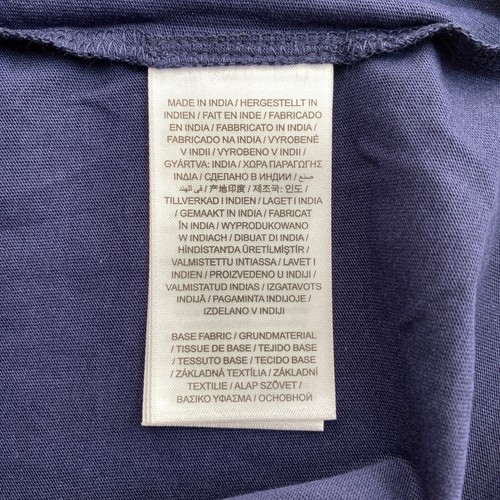 MADE IN INDIA / HERGESTELLT IN
INDIEN / FAIT EN INDE / FABRICADO
EN INDIA / FABBRICATO IN INDIA /
FABRICADO NA INDIA / VYROBENÉ
V INDII / VYROBENO V INDII /
GYÁRTVA: INDIA / ΧΩΡΑ ΠΑΡΑΓΩΓΗΣ
ΙΝΔΙΑ / СДЕЛАНО В ИНДИИ / صنع
في الهند / 产地印度 / 제조국: 인도 /
TILLVERKAD I INDIEN / LAGET I INDIA
/ GEMAAKT IN INDIA / FABRICAT
ÎN INDIA / WYPRODUKOWANO
W INDIACH / DIBUAT DI INDIA /
HİNDİSTAN'DA ÜRETİLMİŞTİR /
VALMISTETTU INTIASSA / LAVET I
INDIEN / PROIZVEDENO U INDIJI /
VALMISTATUD INDIAS / IZGATAVOTS
INDIJĀ / PAGAMINTA INDIJOJE /
IZDELANO V INDIJI
BASE FABRIC / GRUNDMATERIAL
/ TISSUE DE BASE / TEJIDO BASE
/ TESSUTO BASE / TECIDO BASE
/ ZÁKLADNÁ TEXTÍLIA / ZÁKLADNÍ
TEXTILIE / ALAP SZÖVET /
ΒΑΣΙΚΟ ΥΦΑΣΜΑ / ОСНОВНОЙ